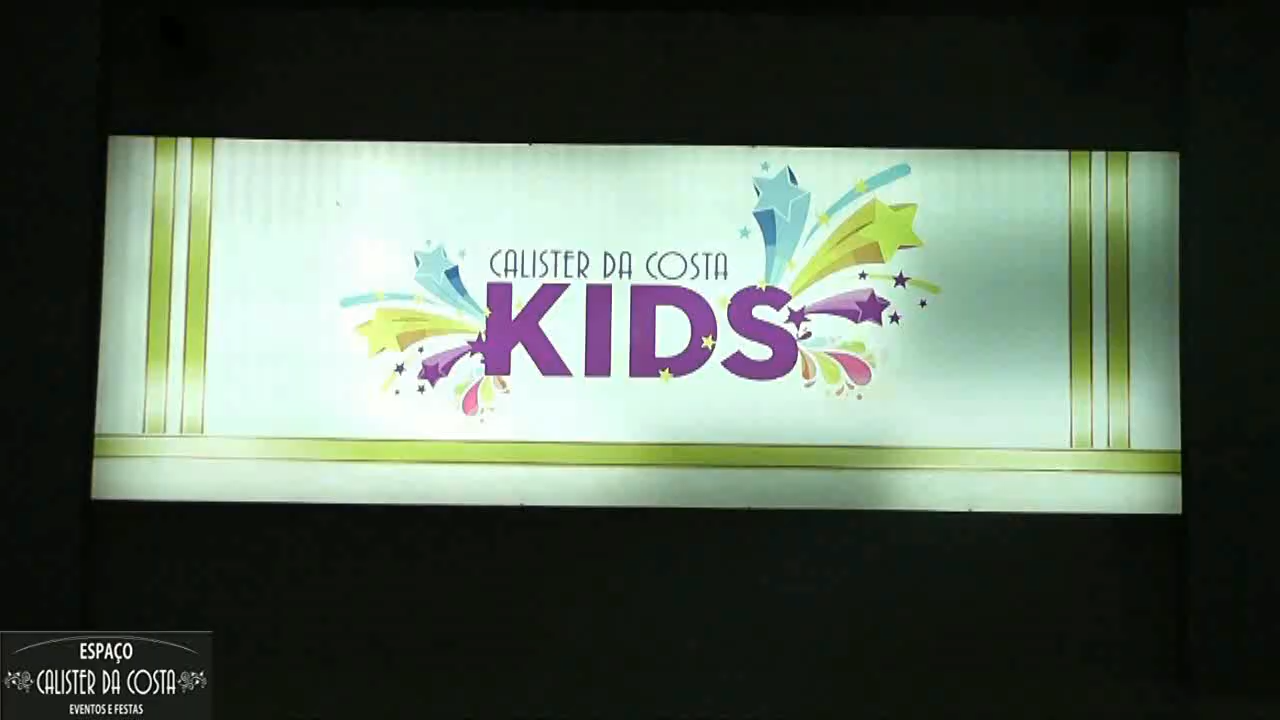 CALISTER DA COSTA
KIDS
ESPAÇO
CALISTER DA COSTA
EVENTOS E FESTAS